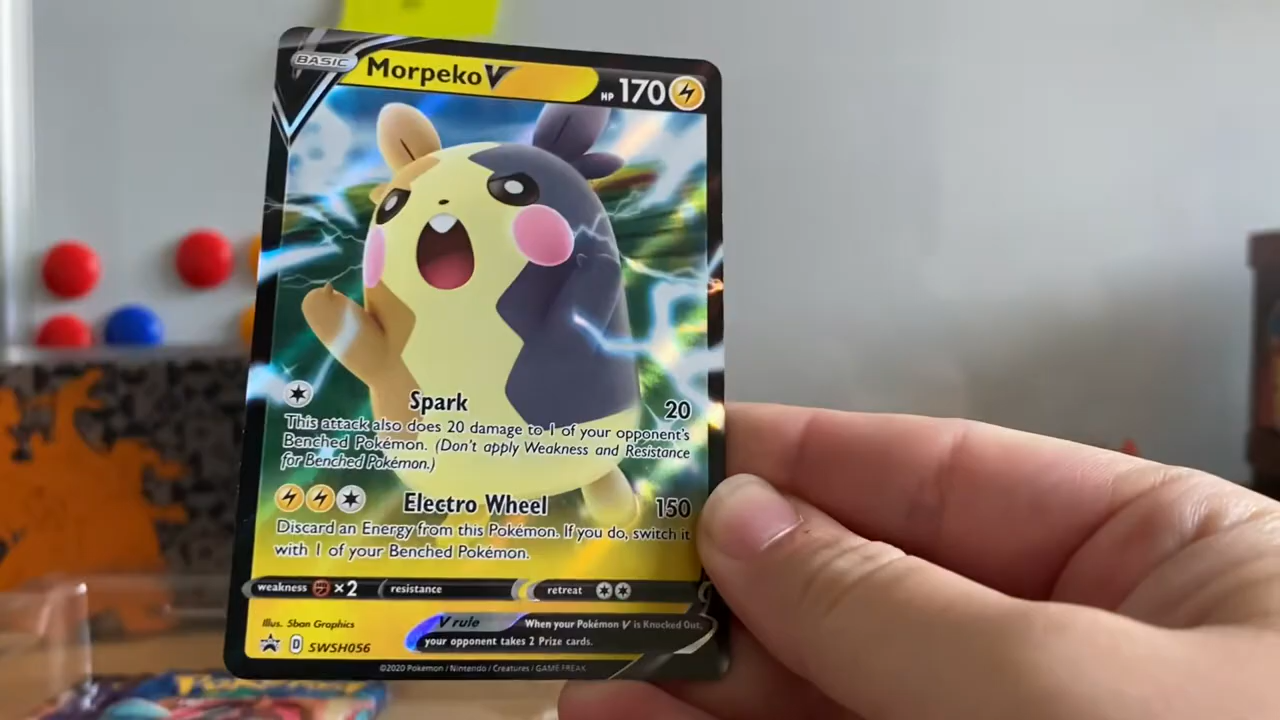 BASIC
Morpeko V
HP 170
Spark 20
This attack also does 20 damage to 1 of your opponent's
Benched Pokémon. (Don't apply Weakness and Resistance
for Benched Pokémon.)
Electro Wheel 150
Discard an Energy from this Pokémon. If you do, switch it
with 1 of your Benched Pokémon.
weakness ×2 resistance retreat
Illus. 5ban Graphics
V rule When your Pokémon V is Knocked Out,
your opponent takes 2 Prize cards.
D SWSH056
©2020 Pokémon / Nintendo / Creatures / GAME FREAK
Pokémon